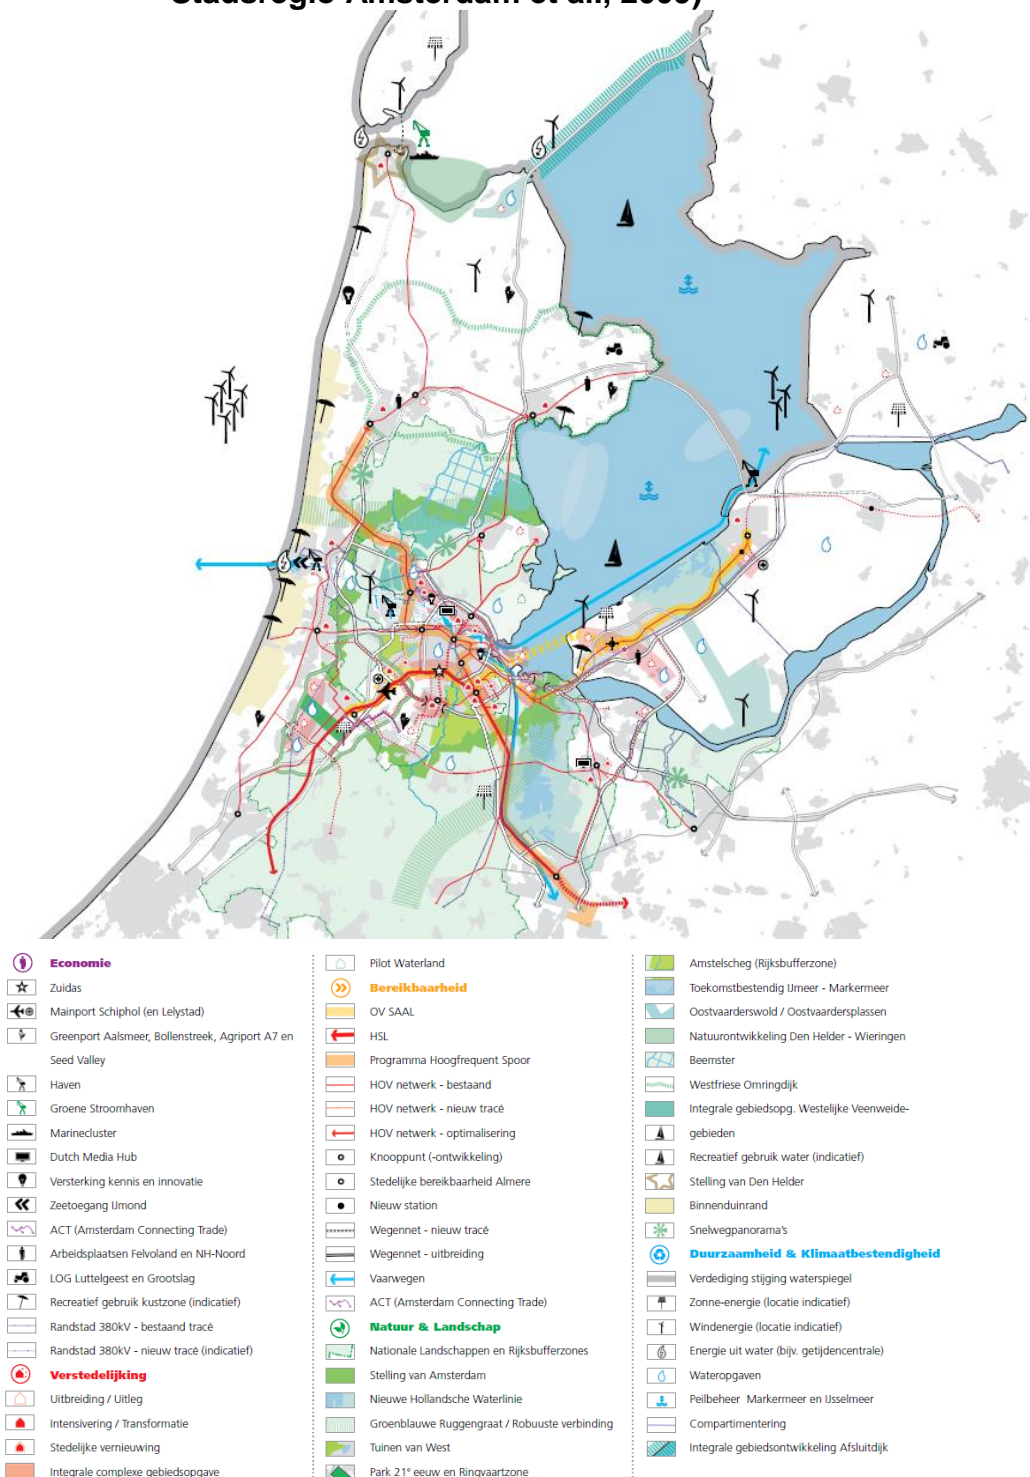 Stadsregio Amsterdam et all, 2009)
Economie
Zuidas
Mainport Schiphol (en Lelystad)
Greenport Aalsmeer, Bollenstreek, Agriport A7 en
Seed Valley
Haven
Groene Stroomhaven
Marinecluster
Dutch Media Hub
Versterking kennis en innovatie
Zeetoegang IJmond
ACT (Amsterdam Connecting Trade)
Arbeidsplaatsen Felvoland en NH-Noord
LOG Luttelgeest en Grootslag
Recreatief gebruik kustzone (indicatief)
Randstad 380kV - bestaand tracé
Randstad 380kV - nieuw tracé (indicatief)
Verstedelijking
Uitbreiding / Uitleg
Intensivering / Transformatie
Stedelijke vernieuwing
Integrale complexe gebiedsopgave
Pilot Waterland
Bereikbaarheid
OV SAAL
HSL
Programma Hoogfrequent Spoor
HOV netwerk - bestaand
HOV netwerk - nieuw tracé
HOV netwerk - optimalisering
Knooppunt (-ontwikkeling)
Stedelijke bereikbaarheid Almere
Nieuw station
Wegennet - nieuw tracé
Wegennet - uitbreiding
Vaarwegen
ACT (Amsterdam Connecting Trade)
Natuur & Landschap
Nationale Landschappen en Rijksbufferzones
Stelling van Amsterdam
Nieuwe Hollandsche Waterlinie
Groenblauwe Ruggengraat / Robuuste verbinding
Tuinen van West
Park 21e eeuw en Ringvaartzone
Amstelscheg (Rijksbufferzone)
Toekomstbestendig IJmeer - Markermeer
Oostvaarderswold / Oostvaardersplassen
Natuurontwikkeling Den Helder - Wieringen
Beemster
Westfriese Omringdijk
Integrale gebiedsopg. Westelijke Veenweide-
gebieden
Recreatief gebruik water (indicatief)
Stelling van Den Helder
Binnenduinrand
Snelwegpanorama's
Duurzaamheid & Klimaatbestendigheid
Verdediging stijging waterspiegel
Zonne-energie (locatie indicatief)
Windenergie (locatie indicatief)
Energie uit water (bijv. getijdencentrale)
Wateropgaven
Peilbeheer Markermeer en IJsselmeer
Compartimentering
Integrale gebiedsontwikkeling Afsluitdijk